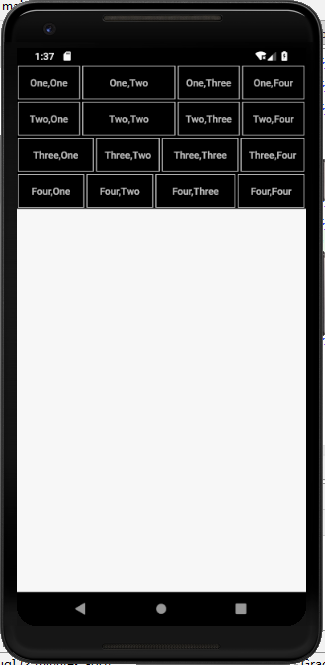 1:37
One,One One,Two One,Three One,Four
Two,One Two,Two Two,Three Two,Four
Three,One Three,Two Three,Three Three,Four
Four,One Four,Two Four,Three Four,Four